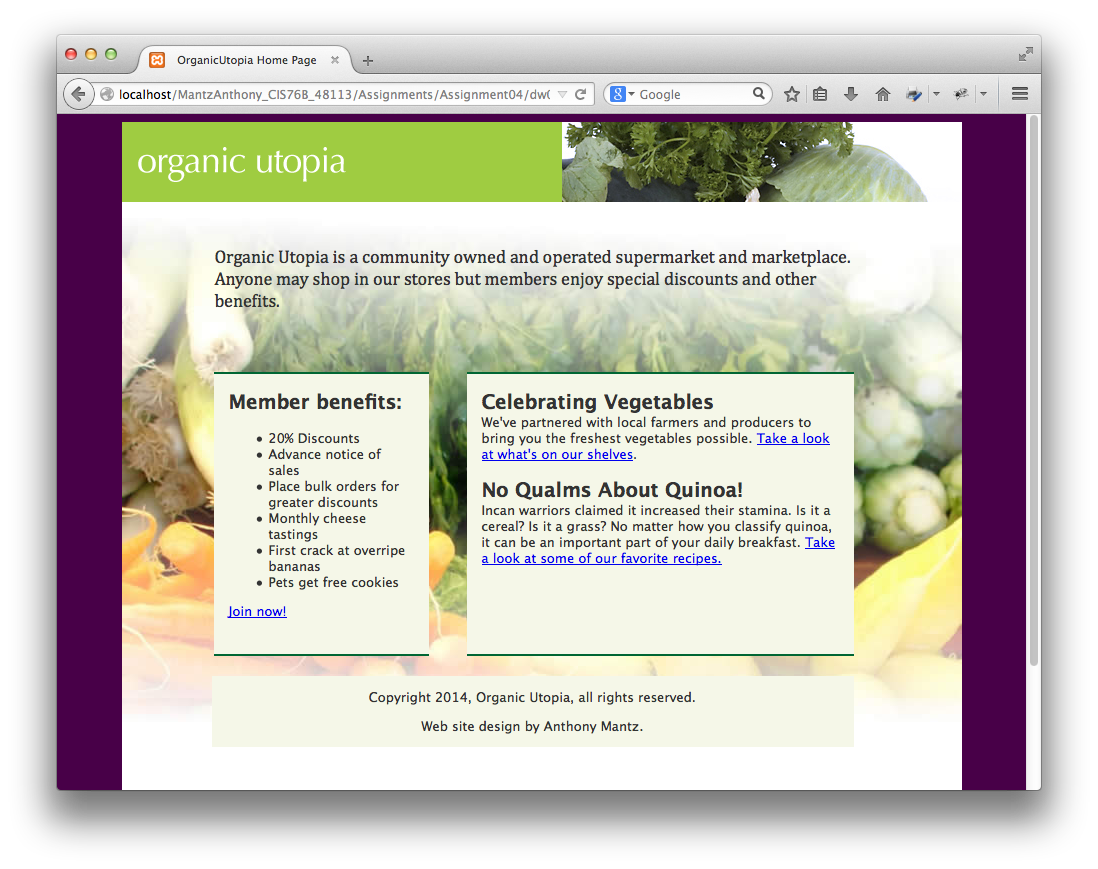 OrganicUtopia Home Page
localhost/MantzAnthony_CIS76B_48113/Assignments/Assignment04/dw
Google
organic utopia
Organic Utopia is a community owned and operated supermarket and marketplace.
Anyone may shop in our stores but members enjoy special discounts and other
benefits.
Member benefits:
• 20% Discounts
• Advance notice of
sales
• Place bulk orders for
greater discounts
• Monthly cheese
tastings
• First crack at overripe
bananas
• Pets get free cookies
Join now!
Celebrating Vegetables
We've partnered with local farmers and producers to
bring you the freshest vegetables possible. Take a look
at what's on our shelves.
No Qualms About Quinoa!
Incan warriors claimed it increased their stamina. Is it a
cereal? Is it a grass? No matter how you classify quinoa,
it can be an important part of your daily breakfast. Take
a look at some of our favorite recipes.
Copyright 2014, Organic Utopia, all rights reserved.
Web site design by Anthony Mantz.